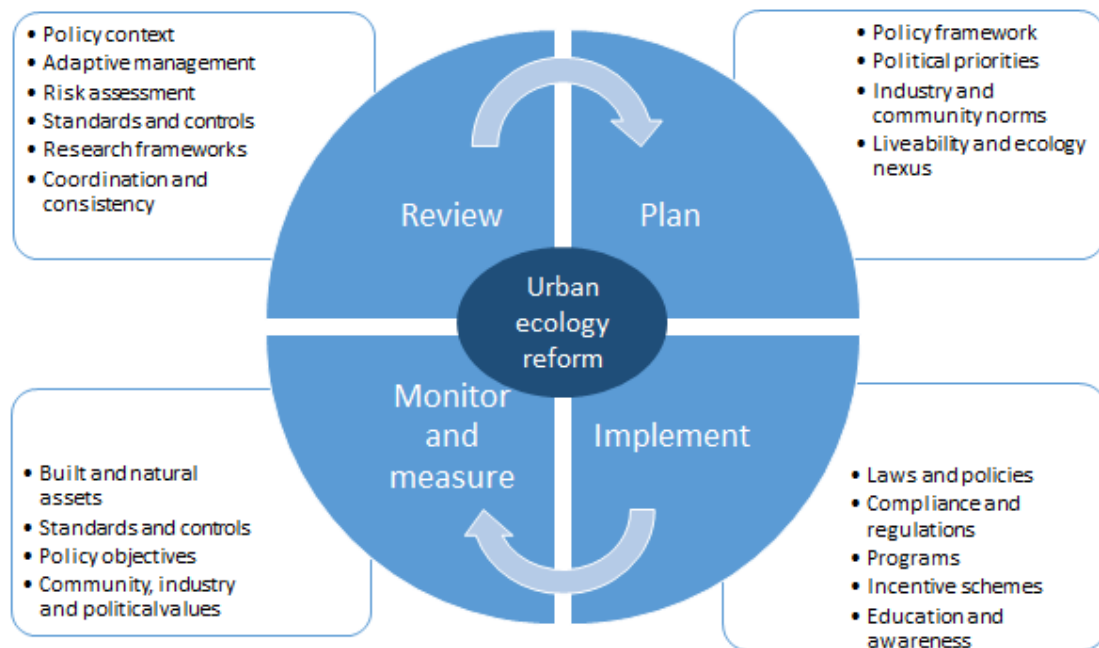 • Policy context
• Adaptive management
• Risk assessment
• Standards and controls
• Research frameworks
• Coordination and
consistency
• Policy framework
• Political priorities
• Industry and
community norms
• Liveability and ecology
nexus
Review
Plan
Urban
ecology
reform
Monitor
and
measure
Implement
• Built and natural
assets
• Standards and controls
• Policy objectives
• Community, industry
and political values
• Laws and policies
• Compliance and
regulations
• Programs
• Incentive schemes
• Education and
awareness